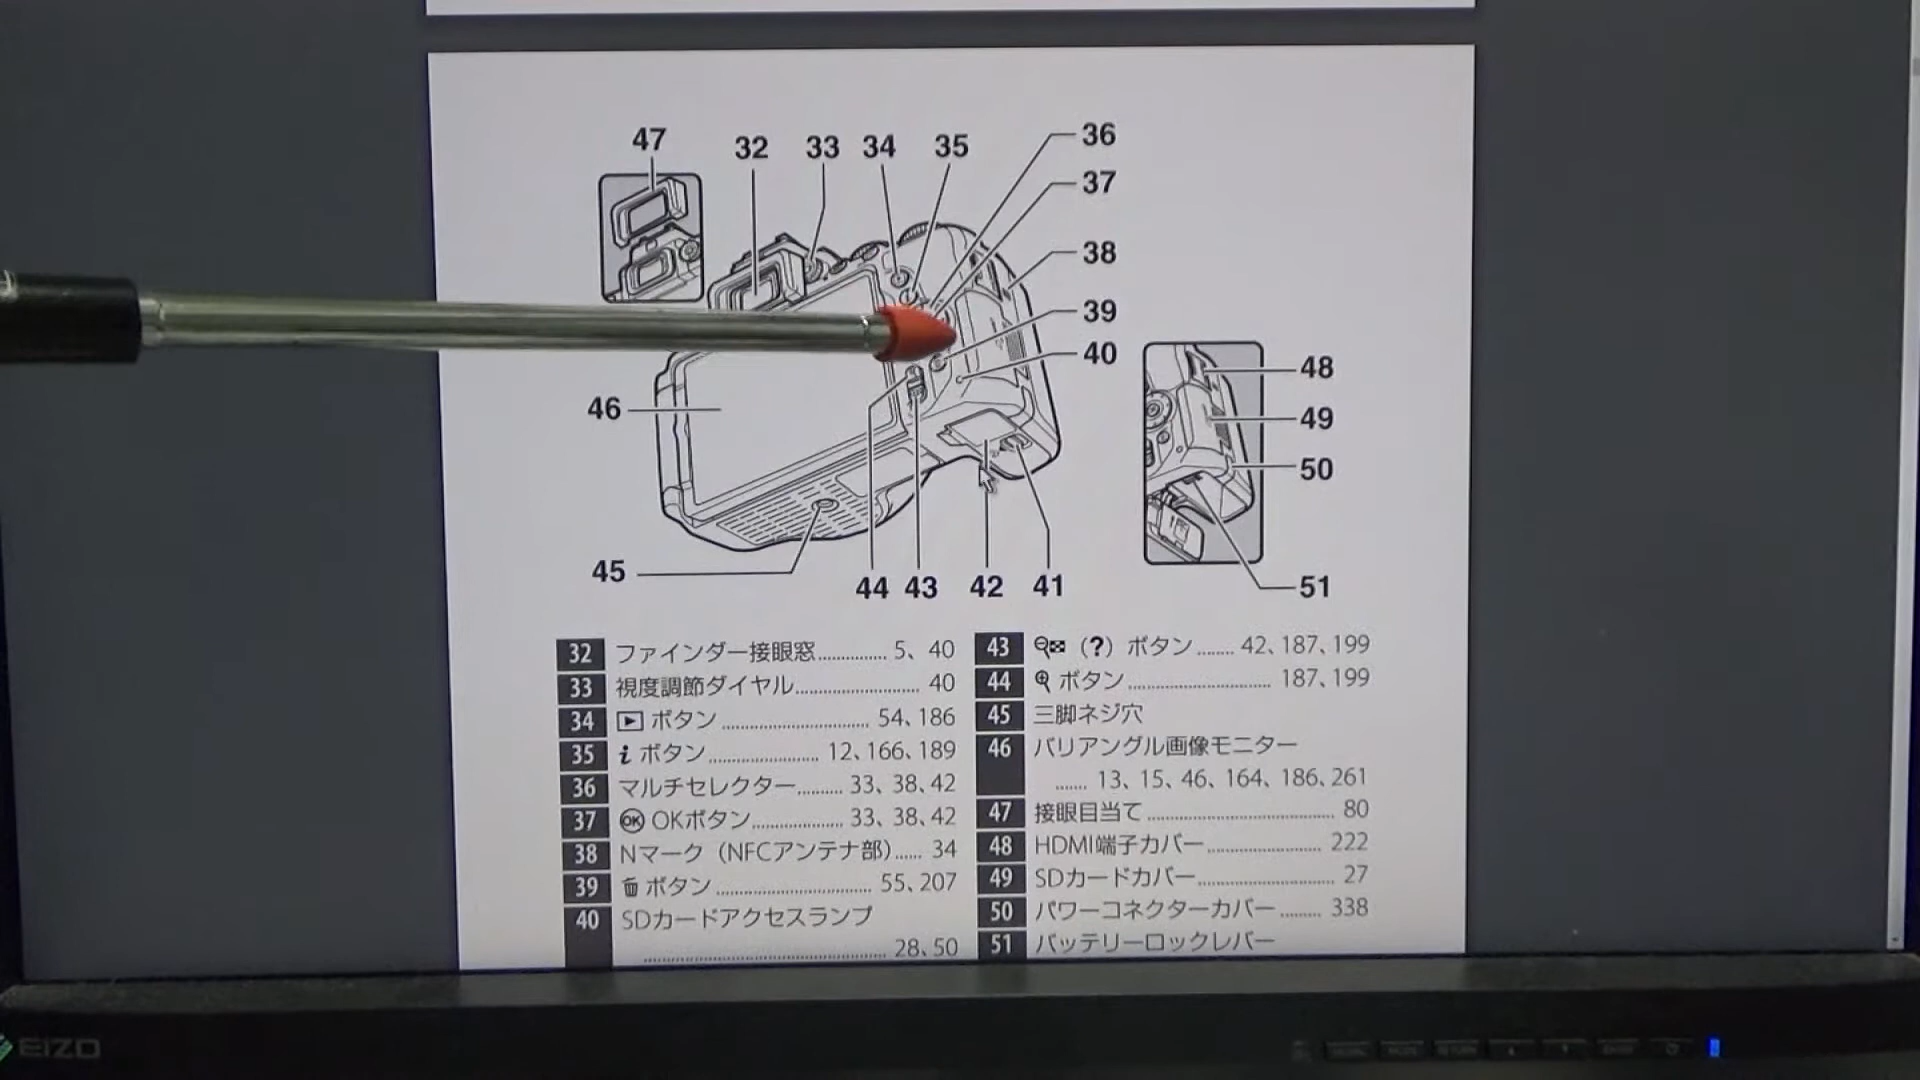 47
32 33 34 35
36
37
38
39
40
46
48
49
50
45
44 43 42 41
51
32 ファインダー接眼窓.............. 5、40
33 視度調節ダイヤル......................... 40
34 ボタン ............................. 54、186
35 i ボタン ...................... 12、166、189
36 マルチセレクター.......... 33、38、42
37 OK OKボタン.................... 33、38、42
38 Nマーク（NFCアンテナ部）...... 34
39 ボタン ............................... 55、207
40 SDカードアクセスランプ
................................................ 28、50
43 （?）ボタン ........ 42、187、199
44 ボタン ............................ 187、199
45 三脚ネジ穴
46 バリアングル画像モニター
....... 13、15、46、164、186、261
47 接眼目当て ..................................... 80
48 HDMI端子カバー....................... 222
49 SDカードカバー........................... 27
50 パワーコネクターカバー ........ 338
51 バッテリーロックレバー
EIZO